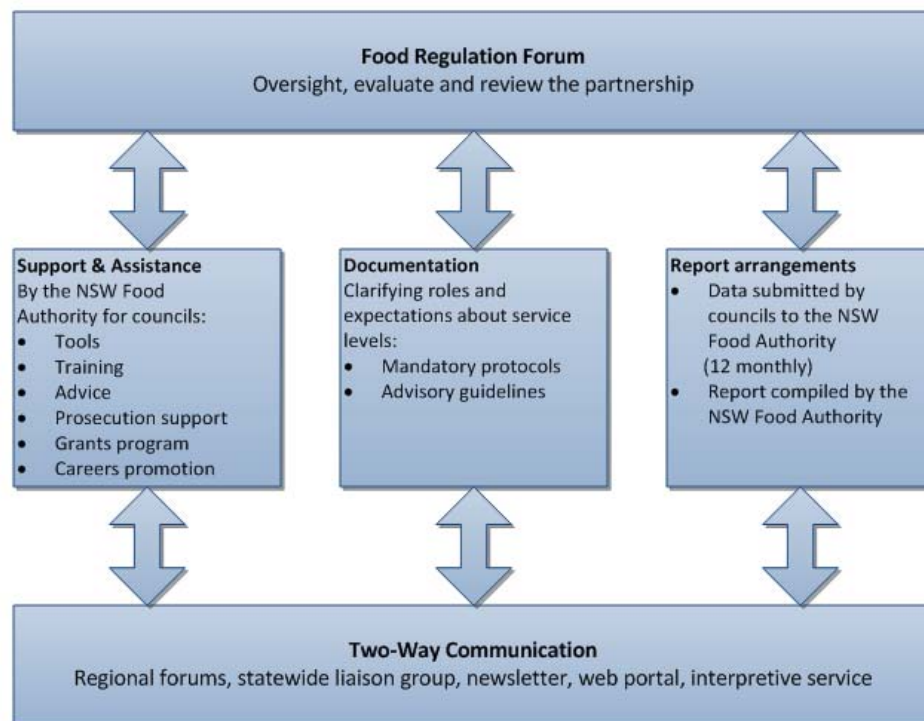 Food Regulation Forum
Oversight, evaluate and review the partnership
Support & Assistance
By the NSW Food
Authority for councils:
• Tools
• Training
• Advice
• Prosecution support
• Grants program
• Careers promotion
Documentation
Clarifying roles and
expectations about service
levels:
• Mandatory protocols
• Advisory guidelines
Report arrangements
• Data submitted by
councils to the NSW
Food Authority
(12 monthly)
• Report compiled by the
NSW Food Authority
Two-Way Communication
Regional forums, statewide liaison group, newsletter, web portal, interpretive service